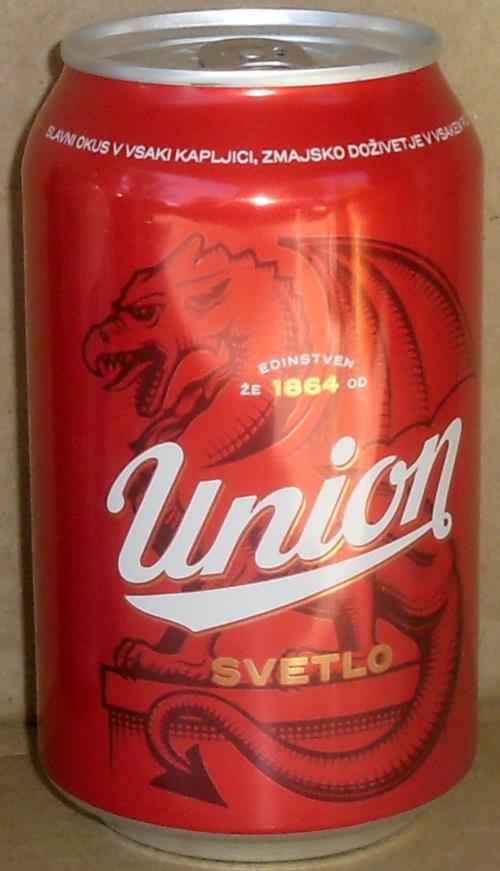 SLAVNI OKUS V VSAKI KAPLJICI, ZMAJSKO DOŽIVETJE V VSAKEM
EDINSTVEN
ŽE 1864 OD
Union
SVETLO